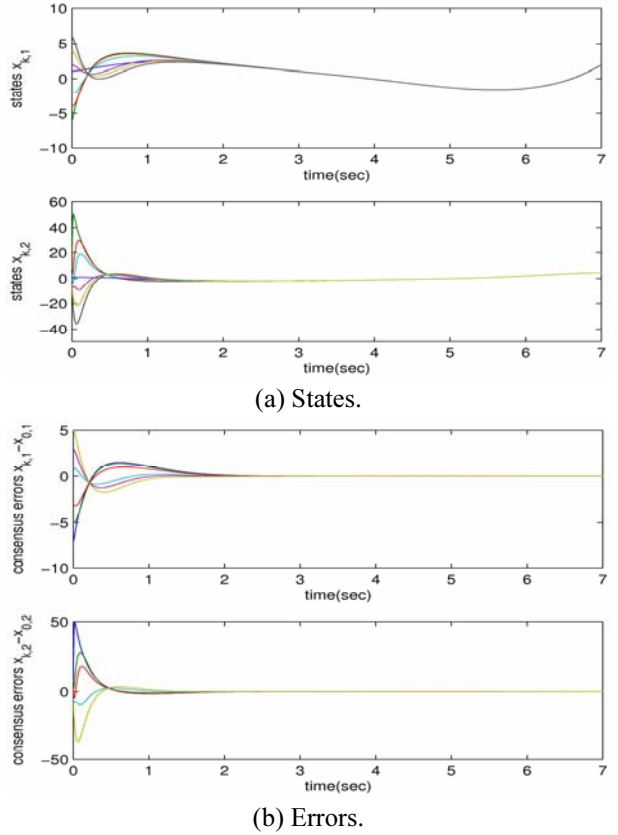 10
5
0
−5
−10
states x_{k,1}
0 1 2 3 4 5 6 7
time(sec)
60
40
20
0
−20
−40
states x_{k,2}
0 1 2 3 4 5 6 7
time(sec)
(a) States.
5
0
−5
−10
consensus errors x_{k,1}−x_{0,1}
0 1 2 3 4 5 6 7
time(sec)
50
0
−50
consensus errors x_{k,2}−x_{0,2}
0 1 2 3 4 5 6 7
time(sec)
(b) Errors.